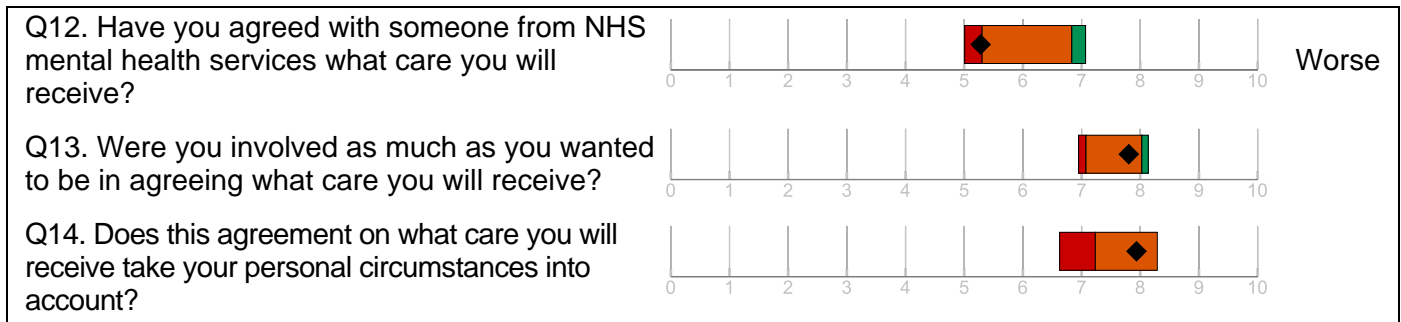 Q12. Have you agreed with someone from NHS
mental health services what care you will
receive?
0 1 2 3 4 5 6 7 8 9 10
Worse
Q13. Were you involved as much as you wanted
to be in agreeing what care you will receive?
0 1 2 3 4 5 6 7 8 9 10
Q14. Does this agreement on what care you will
receive take your personal circumstances into
account?
0 1 2 3 4 5 6 7 8 9 10